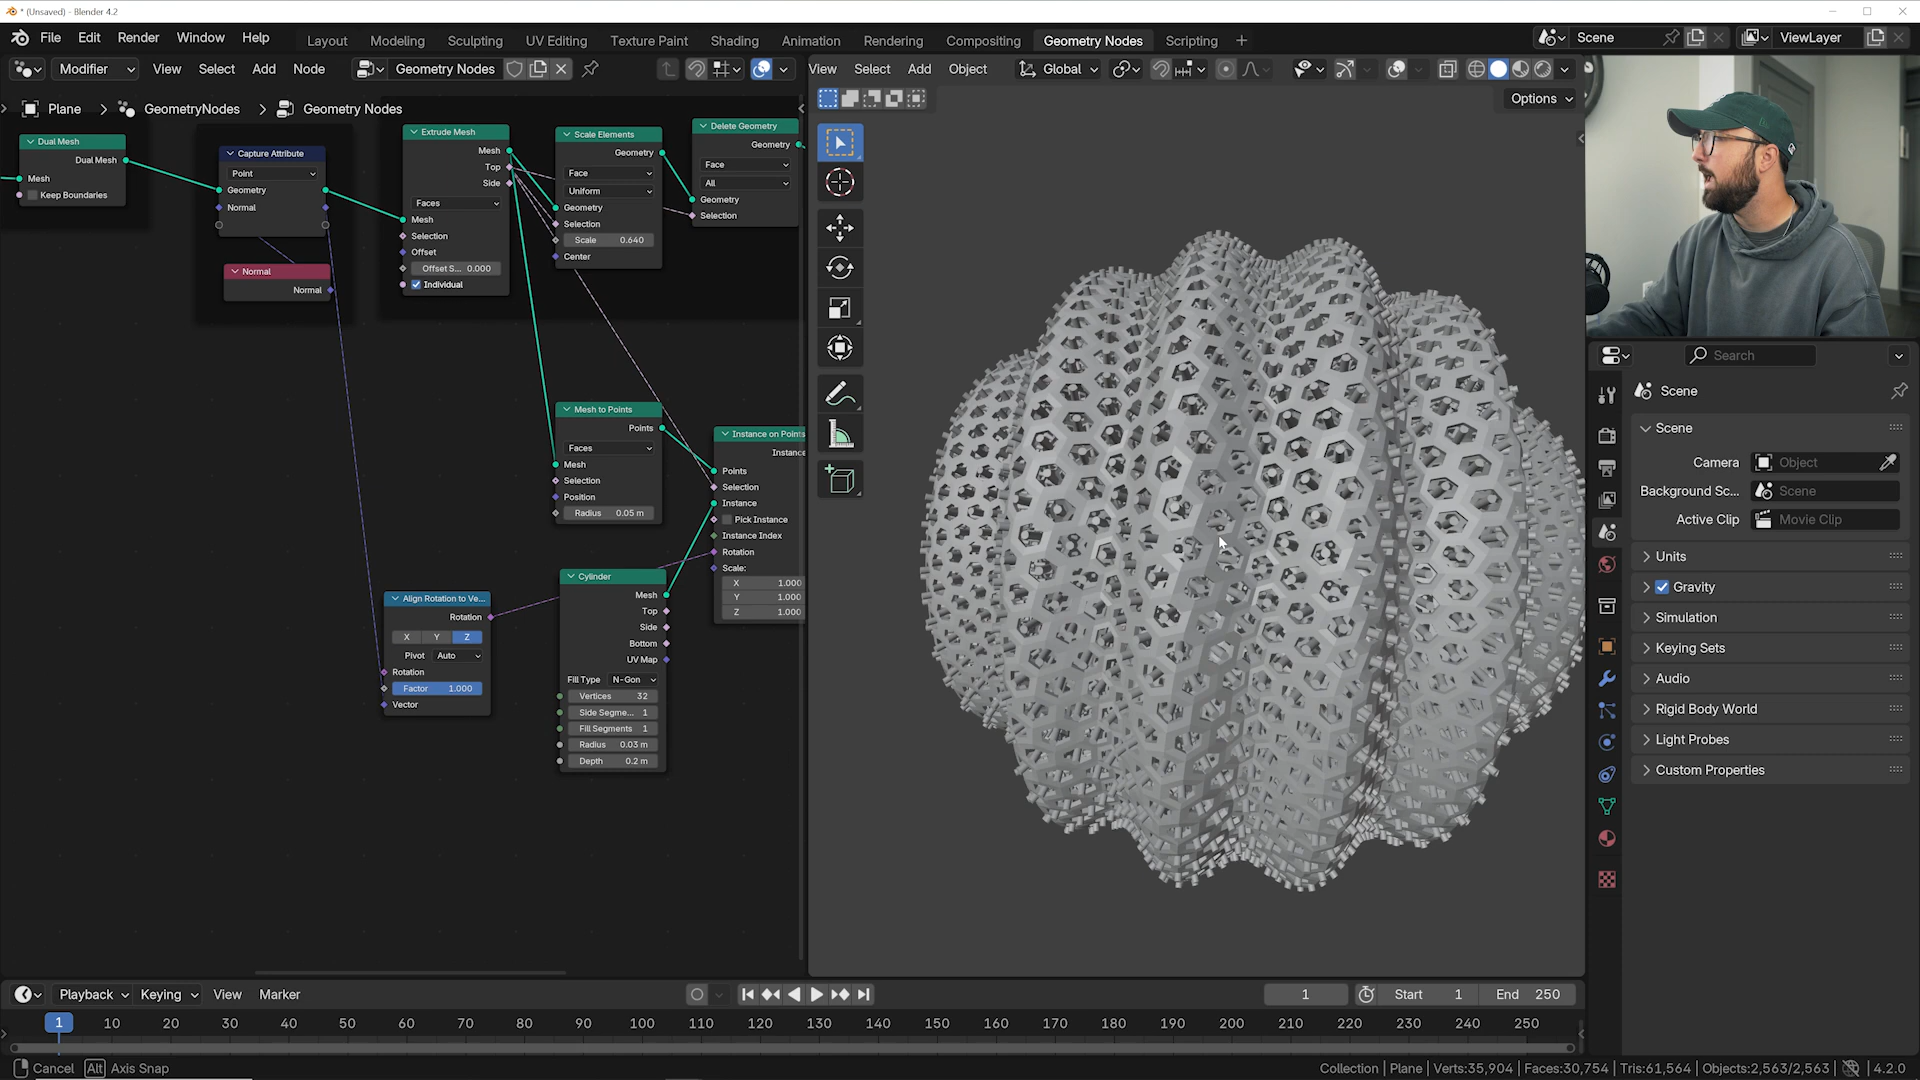 * (Unsaved) - Blender 4.2
File Edit Render Window Help
Layout Modeling Sculpting UV Editing Texture Paint Shading Animation Rendering Compositing Geometry Nodes Scripting +
Scene ViewLayer
Modifier View Select Add Node Geometry Nodes
View Select Add Object Global
Options
Plane > GeometryNodes > Geometry Nodes
Dual Mesh
Dual Mesh
Mesh
Keep Boundaries
Capture Attribute
Point
Geometry
Normal
Normal
Normal
Extrude Mesh
Mesh
Top
Side
Faces
Mesh
Selection
Offset
Offset S... 0.000
Individual
Scale Elements
Geometry
Face
Uniform
Geometry
Selection
Scale 0.640
Center
Delete Geometry
Geometry
Face
All
Geometry
Selection
Mesh to Points
Points
Faces
Mesh
Selection
Position
Radius 0.05 m
Instance on Points
Instance
Points
Selection
Instance
Pick Instance
Instance Index
Rotation
Scale:
X 1.000
Y 1.000
Z 1.000
Align Rotation to Ve...
Rotation
X Y Z
Pivot Auto
Rotation
Factor 1.000
Vector
Cylinder
Mesh
Top
Side
Bottom
UV Map
Fill Type N-Gon
Vertices 32
Side Segme... 1
Fill Segments 1
Radius 0.03 m
Depth 0.2 m
Search
Scene
Scene
Camera Object
Background Sc... Scene
Active Clip Movie Clip
Units
Gravity
Simulation
Keying Sets
Audio
Rigid Body World
Light Probes
Custom Properties
Playback Keying View Marker
1 Start 1 End 250
1 10 20 30 40 50 60 70 80 90 100 110 120 130 140 150 160 170 180 190 200 210 220 230 240 250
Cancel Alt Axis Snap
Collection | Plane | Verts:35,904 | Faces:30,754 | Tris:61,564 | Objects:2,563/2,563 | 4.2.0